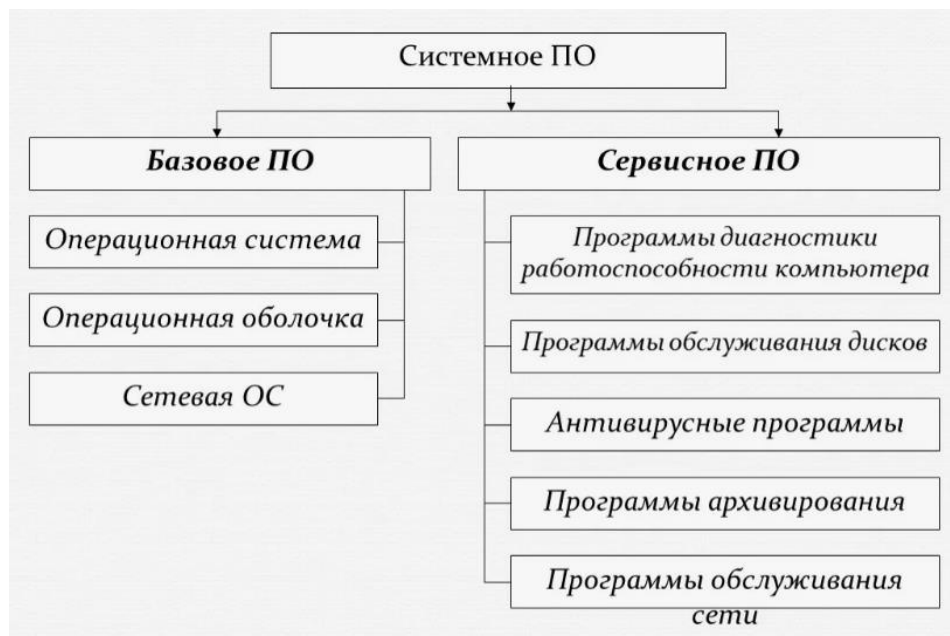 Системное ПО
Базовое ПО
Операционная система
Операционная оболочка
Сетевая ОС
Сервисное ПО
Программы диагностики
работоспособности компьютера
Программы обслуживания дисков
Антивирусные программы
Программы архивирования
Программы обслуживания
сети